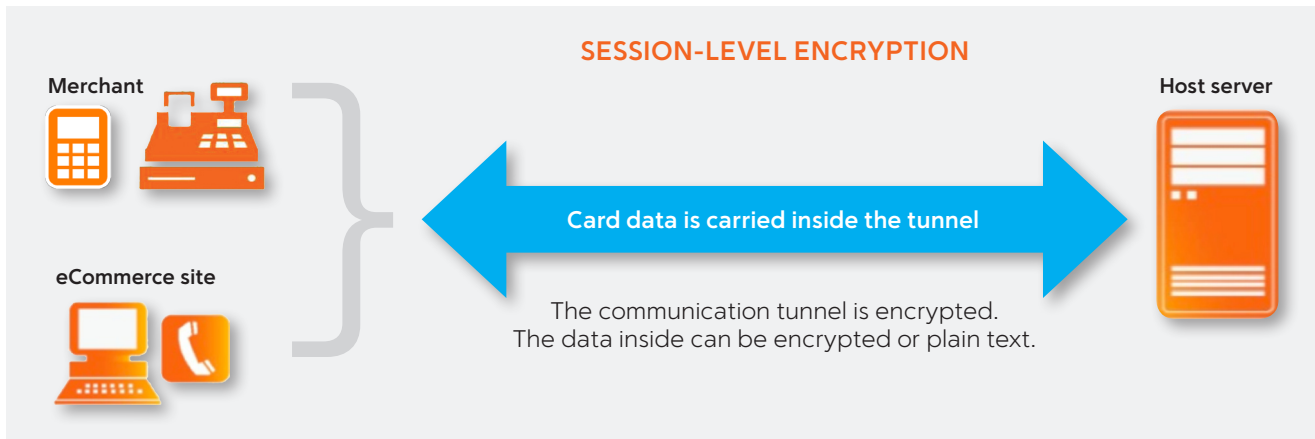 SESSION-LEVEL ENCRYPTION
Merchant
Host server
Card data is carried inside the tunnel
eCommerce site
The communication tunnel is encrypted.
The data inside can be encrypted or plain text.